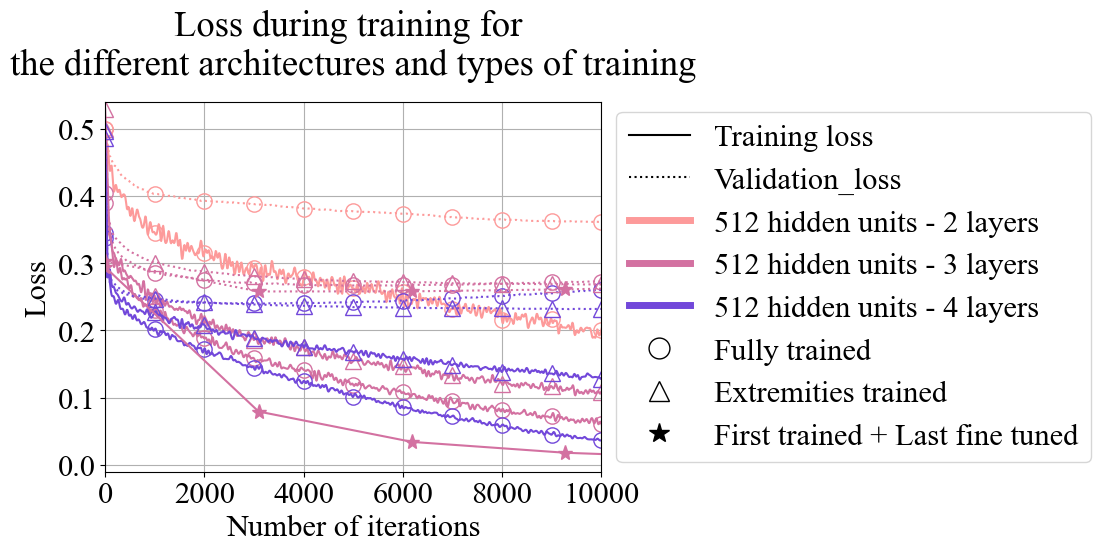 Loss during training for
the different architectures and types of training
0.5
0.4
0.3
0.2
0.1
0.0
Loss
0 2000 4000 6000 8000 10000
Number of iterations
Training loss
Validation_loss
512 hidden units - 2 layers
512 hidden units - 3 layers
512 hidden units - 4 layers
Fully trained
Extremities trained
First trained + Last fine tuned